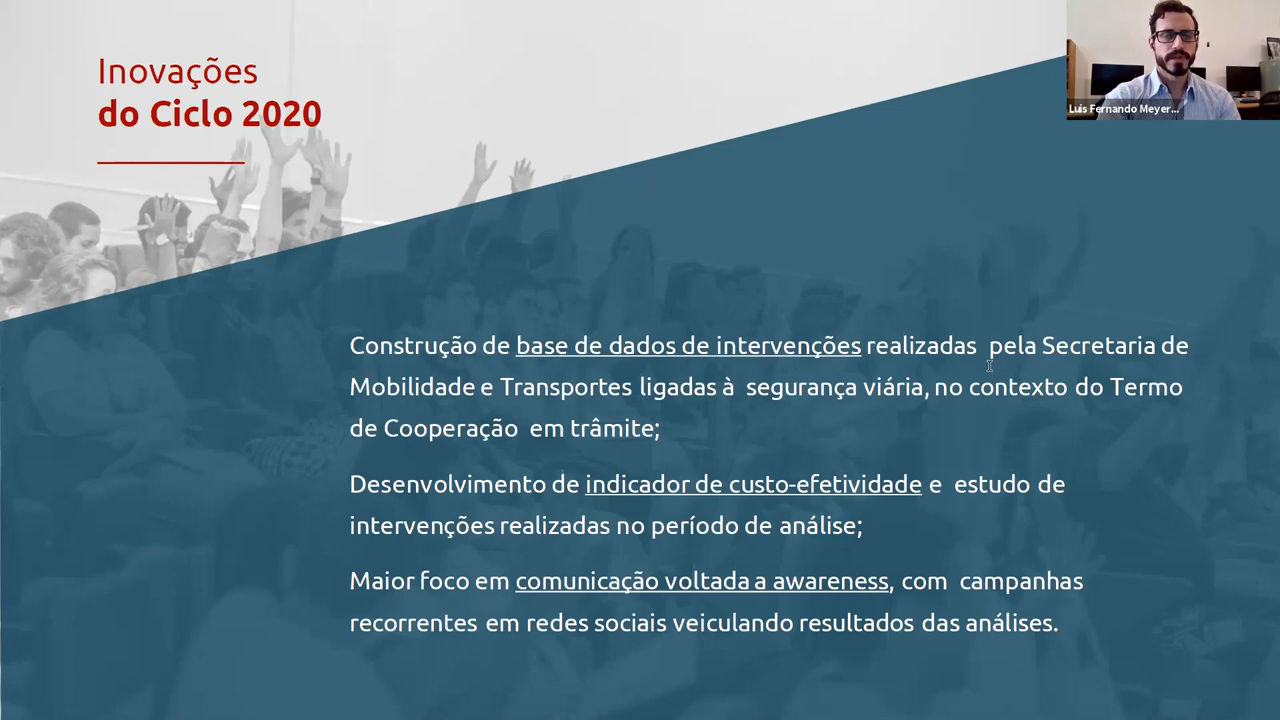 Inovações
do Ciclo 2020
Luis Fernando Meyer...
Construção de base de dados de intervenções realizadas pela Secretaria de
Mobilidade e Transportes ligadas à segurança viária, no contexto do Termo
de Cooperação em trâmite;
Desenvolvimento de indicador de custo-efetividade e estudo de
intervenções realizadas no período de análise;
Maior foco em comunicação voltada a awareness, com campanhas
recorrentes em redes sociais veiculando resultados das análises.